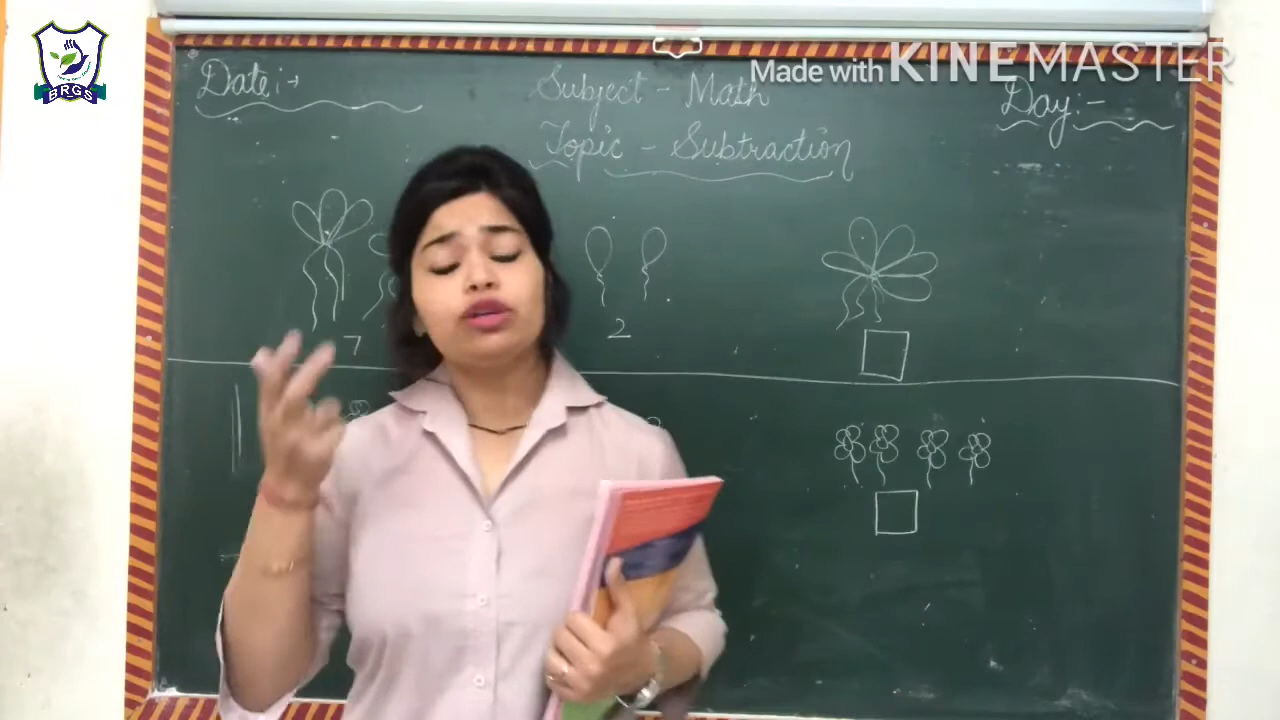 BRGS
Made with KINEMASTER
Date:→
Subject - Math
Day:-
Topic - Subtraction
7
2